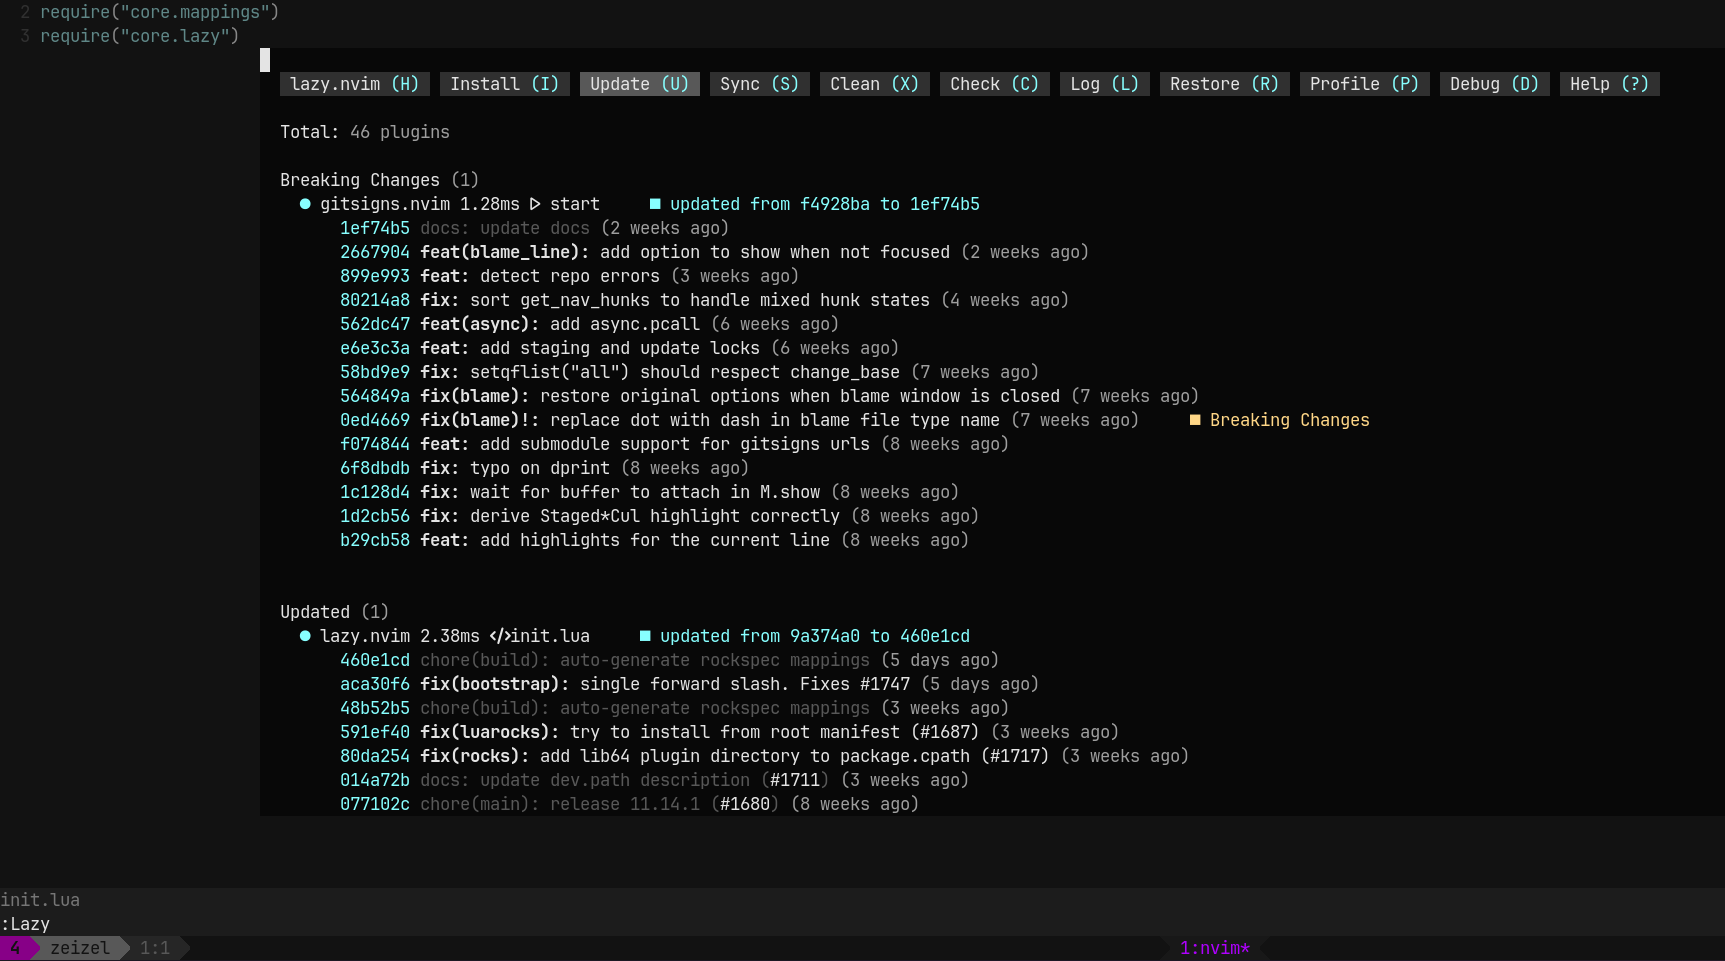 2 require("core.mappings")
3 require("core.lazy")
lazy.nvim (H) Install (I) Update (U) Sync (S) Clean (X) Check (C) Log (L) Restore (R) Profile (P) Debug (D) Help (?)
Total: 46 plugins
Breaking Changes (1)
● gitsigns.nvim 1.28ms ▷ start ■ updated from f4928ba to 1ef74b5
1ef74b5 docs: update docs (2 weeks ago)
2667904 feat(blame_line): add option to show when not focused (2 weeks ago)
899e993 feat: detect repo errors (3 weeks ago)
80214a8 fix: sort get_nav_hunks to handle mixed hunk states (4 weeks ago)
562dc47 feat(async): add async.pcall (6 weeks ago)
e6e3c3a feat: add staging and update locks (6 weeks ago)
58bd9e9 fix: setqflist("all") should respect change_base (7 weeks ago)
564849a fix(blame): restore original options when blame window is closed (7 weeks ago)
0ed4669 fix(blame)!: replace dot with dash in blame file type name (7 weeks ago) ■ Breaking Changes
f074844 feat: add submodule support for gitsigns urls (8 weeks ago)
6f8dbdb fix: typo on dprint (8 weeks ago)
1c128d4 fix: wait for buffer to attach in M.show (8 weeks ago)
1d2cb56 fix: derive Staged*Cul highlight correctly (8 weeks ago)
b29cb58 feat: add highlights for the current line (8 weeks ago)
Updated (1)
● lazy.nvim 2.38ms </>init.lua ■ updated from 9a374a0 to 460e1cd
460e1cd chore(build): auto-generate rockspec mappings (5 days ago)
aca30f6 fix(bootstrap): single forward slash. Fixes #1747 (5 days ago)
48b52b5 chore(build): auto-generate rockspec mappings (3 weeks ago)
591ef40 fix(luarocks): try to install from root manifest (#1687) (3 weeks ago)
80da254 fix(rocks): add lib64 plugin directory to package.cpath (#1717) (3 weeks ago)
014a72b docs: update dev.path description (#1711) (3 weeks ago)
077102c chore(main): release 11.14.1 (#1680) (8 weeks ago)
init.lua
:Lazy
4 zeizel 1:1 1:nvim*